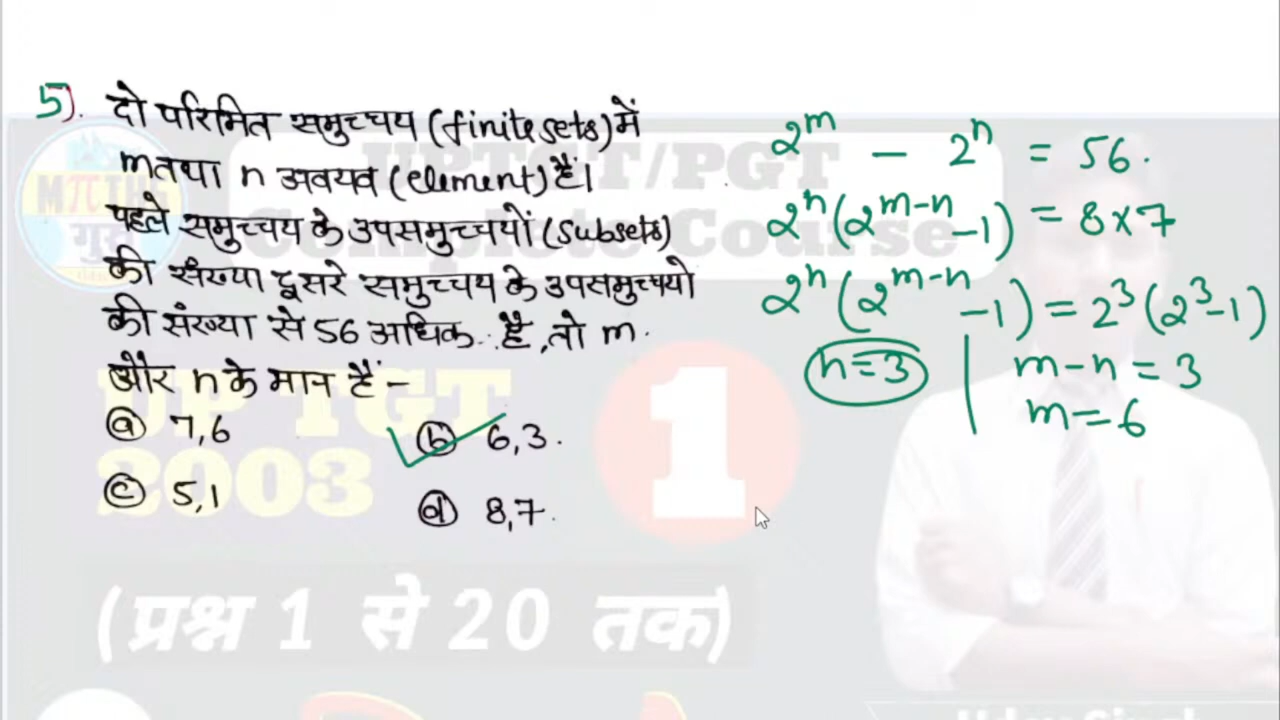 5). दो परिमित समुच्चय (finite sets) में
m तथा n अवयव (element) हैं।
पहले समुच्चय के उपसमुच्चयों (subsets)
की संख्या दूसरे समुच्चय के उपसमुच्चयो
की संख्या से 56 अधिक है, तो m
और n के मान हैं -
ⓐ 7,6 ⓑ 6,3.
ⓒ 5,1 ⓓ 8,7.
2^m - 2^n = 56.
2^n (2^{m-n} -1) = 8×7
2^n (2^{m-n} -1) = 2^3 (2^3-1)
n=3 | m-n = 3
m=6
MπTHS
गुरु
UPTGT/PGT
Complete Course
UP TGT
2003
1
(प्रश्न 1 से 20 तक)